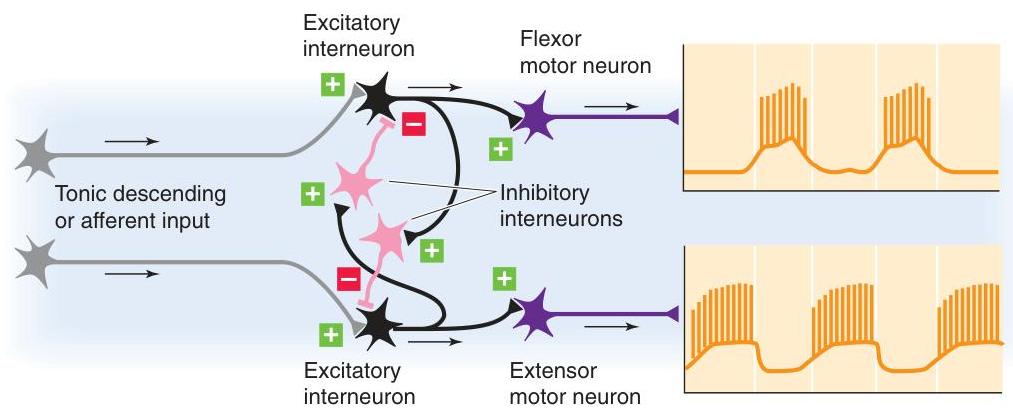 Excitatory
interneuron
Flexor
motor neuron
+
−
+
Tonic descending
or afferent input
+
Inhibitory
interneurons
+
−
+
+
Excitatory
interneuron
Extensor
motor neuron